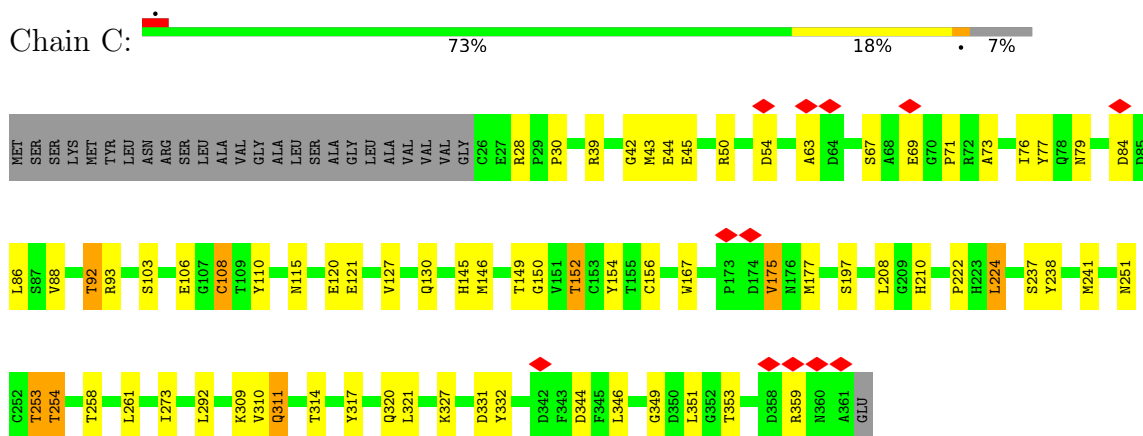 Chain C:
73% 18% • 7%
MET SER SER LYS MET TYR LEU ASN ARG SER LEU ALA VAL GLY ALA LEU SER ALA GLY LEU ALA VAL VAL VAL GLY C26 E27 R28 P29 P30 R39 G42 M43 E44 E45 R50 D54 A63 D64 S67 A68 E69 G70 P71 R72 A73 I76 Y77 Q78 N79 D84 D85
L86 S87 V88 T92 R93 S103 E106 G107 C108 T109 Y110 N115 E120 E121 V127 Q130 H145 M146 T149 G150 V151 T152 C153 Y154 T155 C156 W167 P173 D174 V175 N176 M177 S197 L208 G209 H210 P222 H223 L224 S237 Y238 M241 N251
C252 T253 T254 T258 L261 I273 L292 K309 V310 Q311 T314 Y317 Q320 L321 K327 D331 Y332 D342 F343 D344 F345 L346 G349 D350 L351 G352 T353 D358 R359 N360 A361 GLU